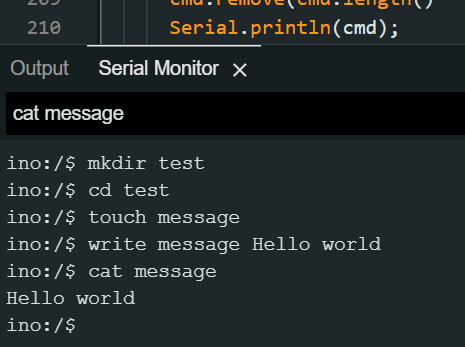 209 cmd.remove(cmd.length()
210 Serial.println(cmd);
Output Serial Monitor
cat message
ino:/$ mkdir test
ino:/$ cd test
ino:/$ touch message
ino:/$ write message Hello world
ino:/$ cat message
Hello world
ino:/$